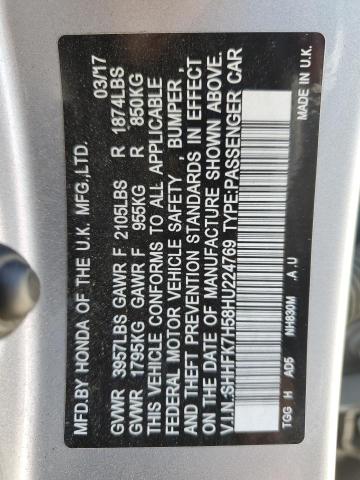 MFD.BY HONDA OF THE U.K. MFG.,LTD. 03/17
GVWR 3957LBS GAWR F 2105LBS R 1874LBS
GVWR 1795KG GAWR F 955KG R 850KG
THIS VEHICLE CONFORMS TO ALL APPLICABLE
FEDERAL MOTOR VEHICLE SAFETY BUMPER,
AND THEFT PREVENTION STANDARDS IN EFFECT
ON THE DATE OF MANUFACTURE SHOWN ABOVE.
V.I.N.:SHHFK7H58HU224769 TYPE:PASSENGER CAR
TGG H AD5 NH830M .A .U MADE IN U.K.